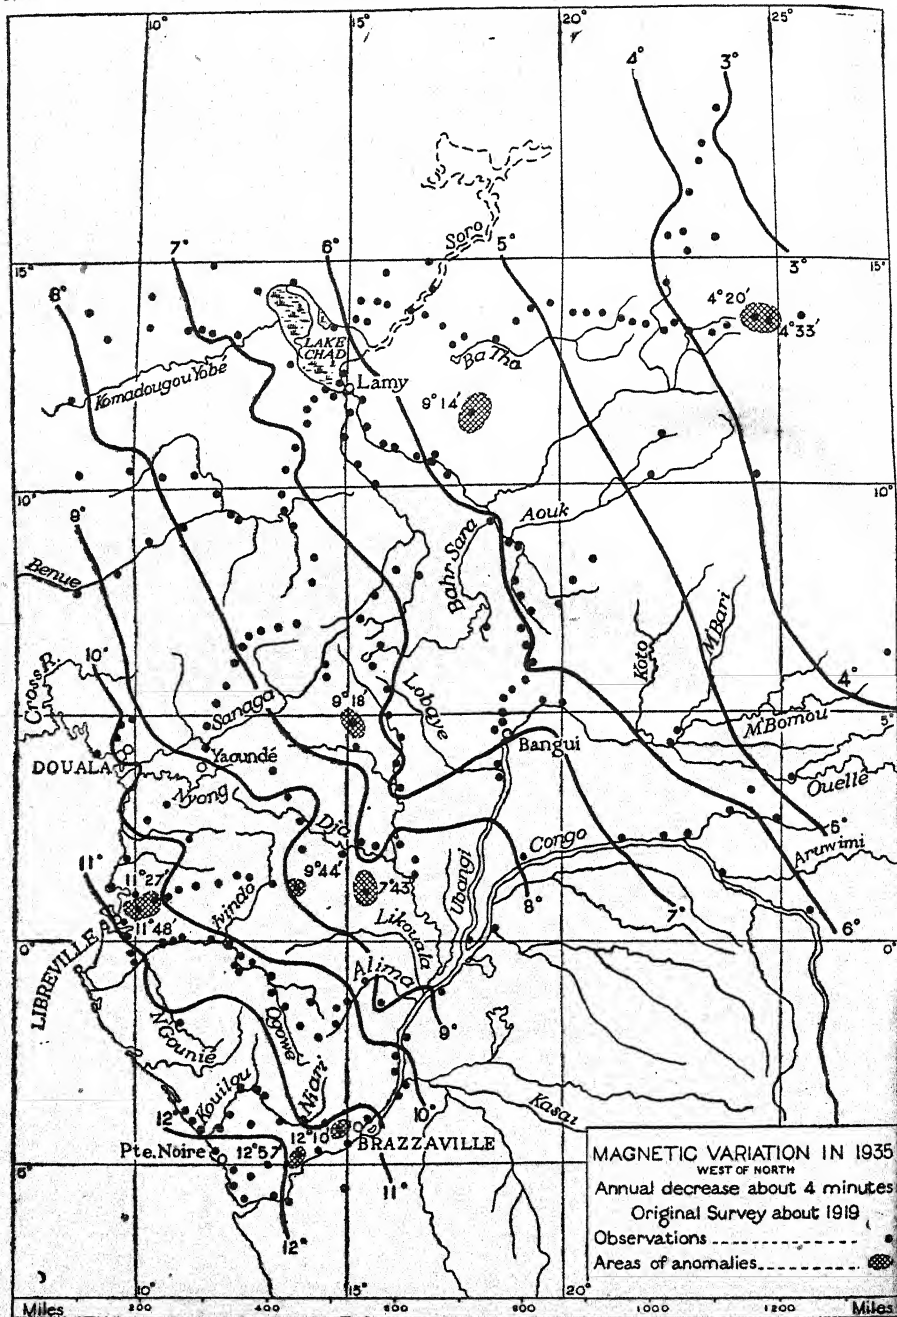 10°
15°
20°
25°
4°
3°
Soro
7°
6°
5°
15°
3°
15°
8°
4°20'
4°33'
LAKE
CHAD
Ba Tha
Komadougou Yobe
Lamy
9°14'
10°
10°
Aouk
9°
Bahr Sara
Benue
M'Bari
Koto
10°
Cross R.
4°
Sanaga
9°18'
Lobaye
5°
M'Bomou
Bangui
DOUALA
Yaoundé
Ouelle
Nyong
Dja
5°
Congo
Aruwimi
11°
11°27'
9°44'
7°43'
Ubangi
8°
7°
6°
Ivindo
11°48'
Likouala
0°
0°
LIBREVILLE
Alima
9°
N'Gounié
Ogowe
Niari
Kouilou
10°
Kasai
12°
12°10'
BRAZZAVILLE
Pte. Noire
12°57'
5°
11°
12°
MAGNETIC VARIATION IN 1935
WEST OF NORTH
Annual decrease about 4 minutes
Original Survey about 1919
Observations
Areas of anomalies
10°
15°
20°
Miles
200
400
600
800
1000
1200
Miles